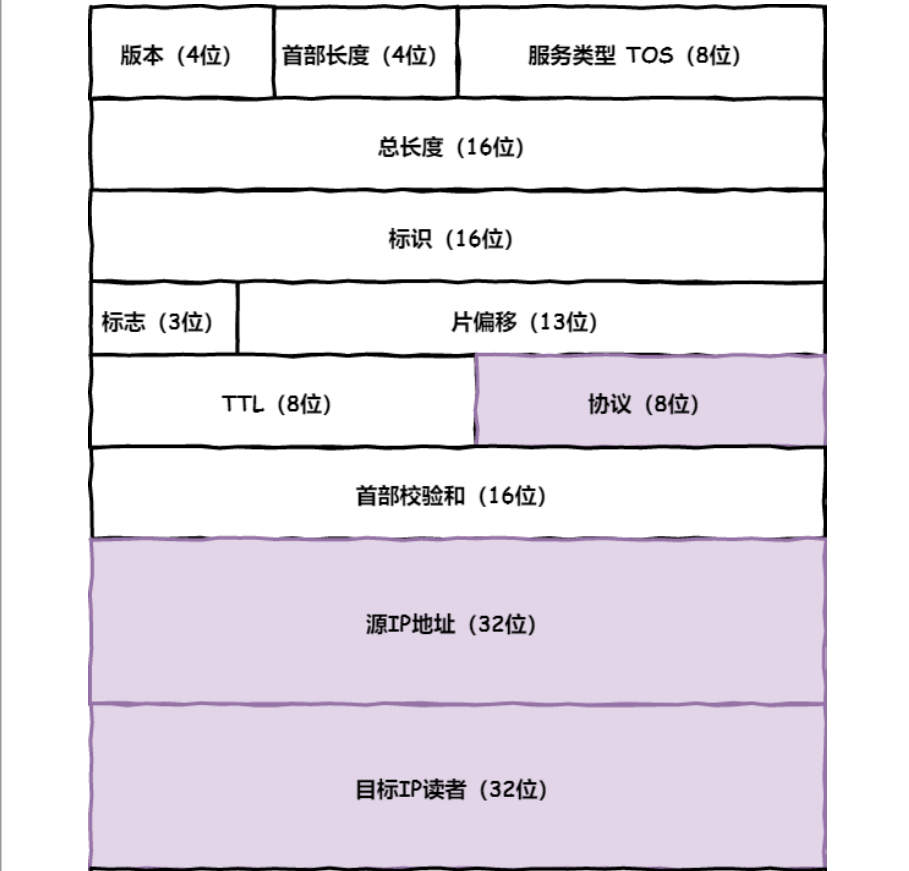 版本（4位）
首部长度（4位）
服务类型 TOS（8位）
总长度（16位）
标识（16位）
标志（3位）
片偏移（13位）
TTL（8位）
协议（8位）
首部校验和（16位）
源IP地址（32位）
目标IP读者（32位）